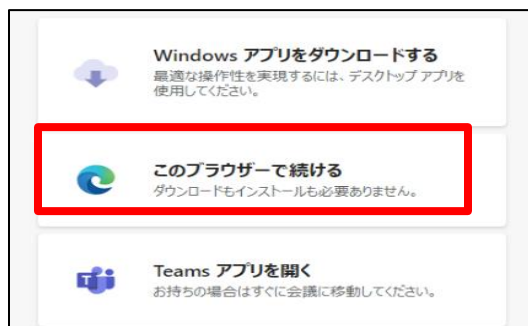 Windows アプリをダウンロードする
最適な操作性を実現するには、デスクトップ アプリを
使用してください。
このブラウザーで続ける
ダウンロードもインストールも必要ありません。
Teams アプリを開く
お持ちの場合はすぐに会議に移動してください。